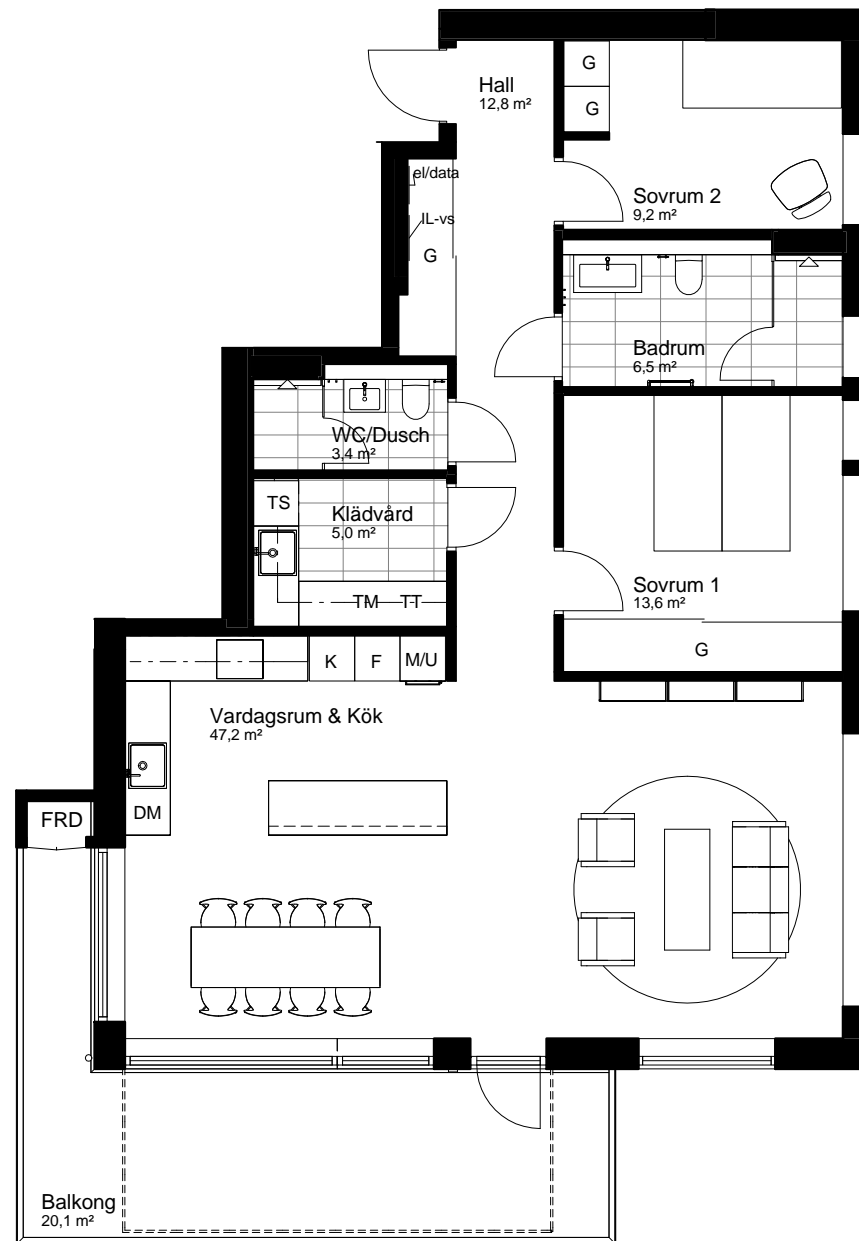 Hall
12,8 m²
G
G
el/data
IL-vs
G
Sovrum 2
9,2 m²
Badrum
6,5 m²
WC/Dusch
3,4 m²
TS
Klädvård
5,0 m²
TM TT
Sovrum 1
13,6 m²
G
K F M/U
Vardagsrum & Kök
47,2 m²
DM
FRD
Balkong
20,1 m²